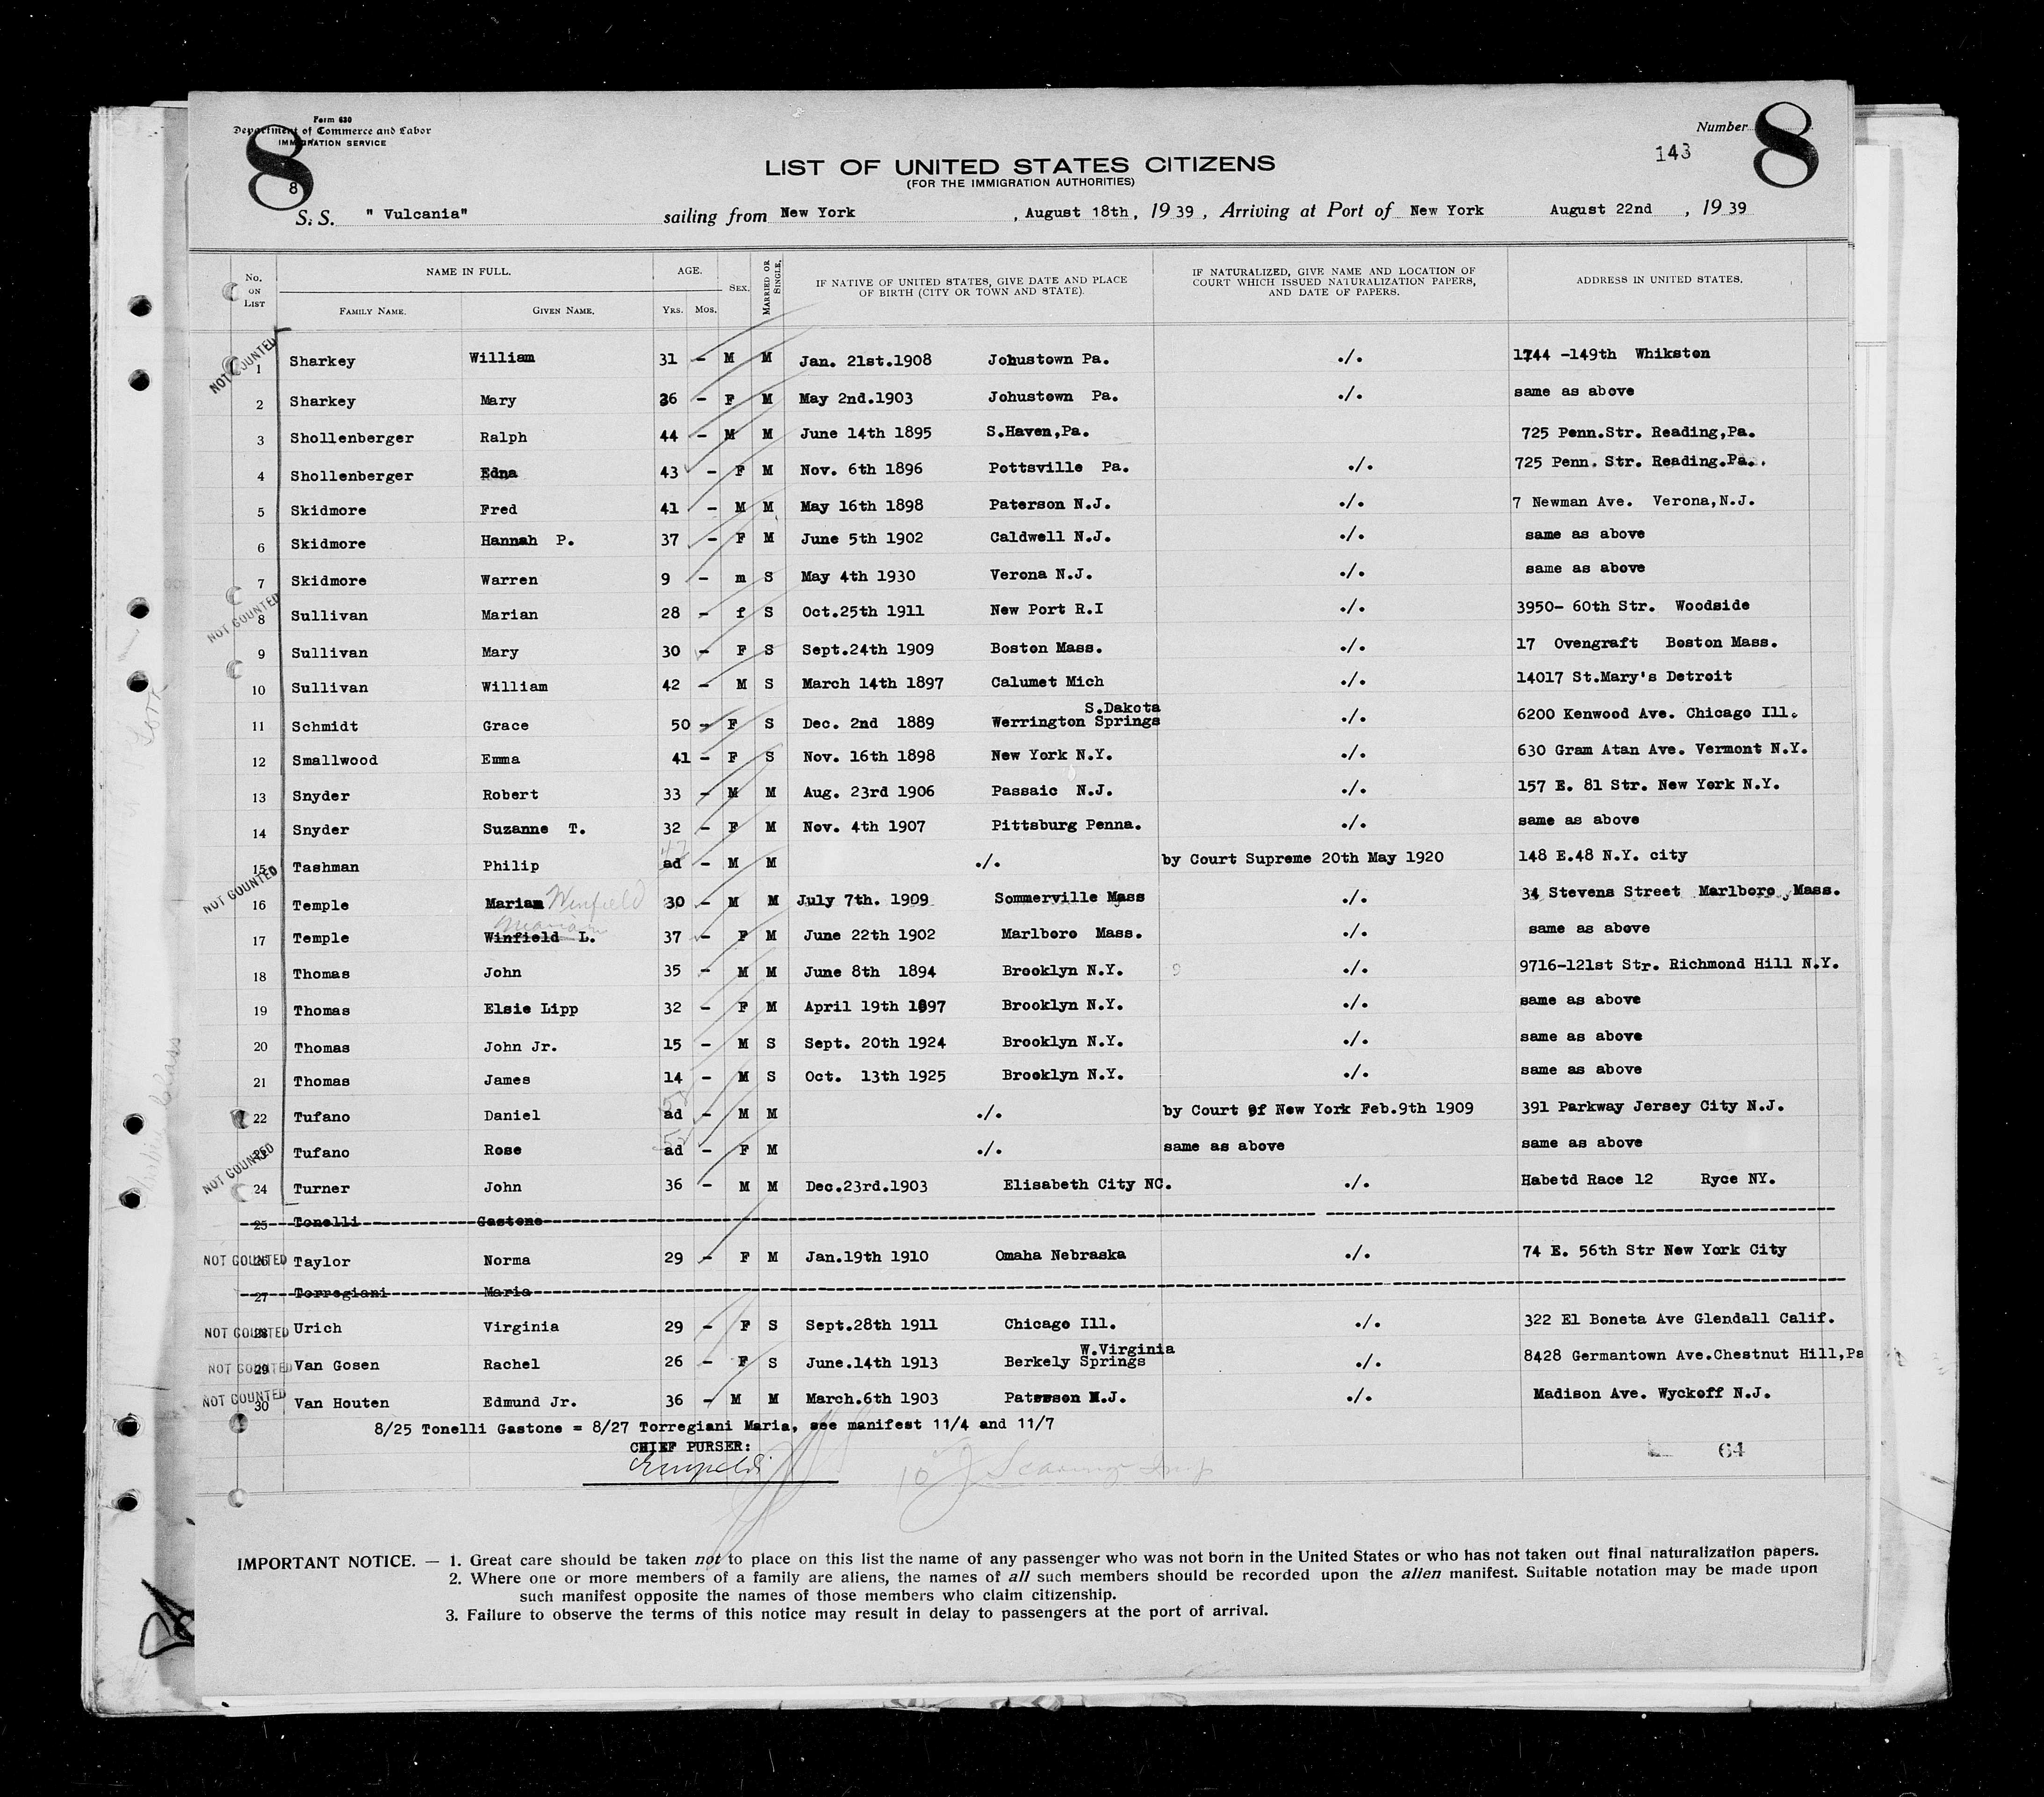 Form 630
Department of Commerce and Labor
IMMIGRATION SERVICE
8
8
Number
8
143
LIST OF UNITED STATES CITIZENS
(FOR THE IMMIGRATION AUTHORITIES)
S. S. " Vulcania" sailing from New York , August 18th, 19 39 , Arriving at Port of New York August 22nd , 19 39
No. ON LIST NAME IN FULL. AGE. SEX. MARRIED OR SINGLE. IF NATIVE OF UNITED STATES, GIVE DATE AND PLACE OF BIRTH (CITY OR TOWN AND STATE). IF NATURALIZED, GIVE NAME AND LOCATION OF COURT WHICH ISSUED NATURALIZATION PAPERS, AND DATE OF PAPERS. ADDRESS IN UNITED STATES.
FAMILY NAME. GIVEN NAME. YRS. MOS.
NOT COUNTED 1 Sharkey William 31 - M M Jan. 21st.1908 Johustown Pa. ./. 1744 -149th Whikston
2 Sharkey Mary 36 - F M May 2nd.1903 Johustown Pa. ./. same as above
3 Shollenberger Ralph 44 - M M June 14th 1895 S.Haven,Pa. 725 Penn.Str. Reading,Pa.
4 Shollenberger Edna 43 - F M Nov. 6th 1896 Pottsville Pa. ./. 725 Penn. Str. Reading.Pa..
5 Skidmore Fred 41 - M M May 16th 1898 Paterson N.J. ./. 7 Newman Ave. Verona,N.J.
6 Skidmore Hannah P. 37 - F M June 5th 1902 Caldwell N.J. ./. same as above
7 Skidmore Warren 9 - m S May 4th 1930 Verona N.J. ./. same as above
NOT COUNTED 8 Sullivan Marian 28 - f S Oct.25th 1911 New Port R.I ./. 3950- 60th Str. Woodside
9 Sullivan Mary 30 - F S Sept.24th 1909 Boston Mass. ./. 17 Ovengraft Boston Mass.
10 Sullivan William 42 - M S March 14th 1897 Calumet Mich ./. 14017 St.Mary's Detroit
11 Schmidt Grace 50 - F S Dec. 2nd 1889 Werrington Springs S.Dakota ./. 6200 Kenwood Ave. Chicago Ill.
12 Smallwood Emma 41 - F S Nov. 16th 1898 New York N.Y. ./. 630 Gram Atan Ave. Vermont N.Y.
13 Snyder Robert 33 - M M Aug. 23rd 1906 Passaic N.J. ./. 157 E. 81 Str. New York N.Y.
14 Snyder Suzanne T. 32 - F M Nov. 4th 1907 Pittsburg Penna. ./. same as above
15 Tashman Philip 47 ad - M M ./. by Court Supreme 20th May 1920 148 E.48 N.Y. city
NOT COUNTED 16 Temple Marian Winfield 30 - M M July 7th. 1909 Sommerville Mass ./. 34 Stevens Street Marlboro, Mass.
17 Temple Marian Winfield L. 37 - F M June 22th 1902 Marlboro Mass. ./. same as above
18 Thomas John 35 - M M June 8th 1894 Brooklyn N.Y. ./. 9716-121st Str. Richmond Hill N.Y.
19 Thomas Elsie Lipp 32 - F M April 19th 1897 Brooklyn N.Y. ./. same as above
20 Thomas John Jr. 15 - M S Sept. 20th 1924 Brooklyn N.Y. ./. same as above
21 Thomas James 14 - M S Oct. 13th 1925 Brooklyn N.Y. ./. same as above
22 Tufano Daniel ad - M M ./. by Court of New York Feb.9th 1909 391 Parkway Jersey City N.J.
23 Tufano Rose ad - F M ./. same as above same as above
NOT COUNTED 24 Turner John 36 - M M Dec.23rd.1903 Elisabeth City NC. ./. Habetd Race 12 Ryce NY.
25 Tonelli Gastone
NOT COUNTED 26 Taylor Norma 29 - F M Jan.19th 1910 Omaha Nebraska ./. 74 E. 56th Str New York City
27 Torregiani Maria
NOT COUNTED 28 Urich Virginia 29 - F S Sept.28th 1911 Chicago Ill. ./. 322 El Boneta Ave Glendall Calif.
NOT COUNTED 29 Van Gosen Rachel 26 - F S June.14th 1913 Berkely Springs W.Virginia ./. 8428 Germantown Ave.Chestnut Hill,Pa
NOT COUNTED 30 Van Houten Edmund Jr. 36 - M M March.6th 1903 Paterson N.J. ./. Madison Ave. Wyckoff N.J.
8/25 Tonelli Gastone = 8/27 Torregiani Maria, see manifest 11/4 and 11/7
CHIEF PURSER:
64
IMPORTANT NOTICE. — 1. Great care should be taken not to place on this list the name of any passenger who was not born in the United States or who has not taken out final naturalization papers.
2. Where one or more members of a family are aliens, the names of all such members should be recorded upon the alien manifest. Suitable notation may be made upon
such manifest opposite the names of those members who claim citizenship.
3. Failure to observe the terms of this notice may result in delay to passengers at the port of arrival.